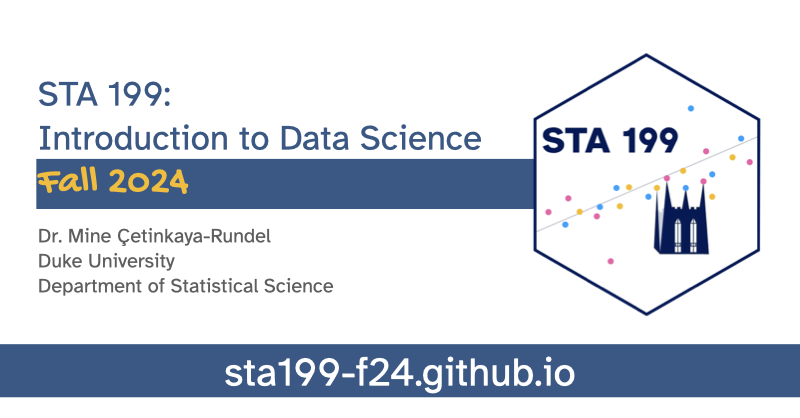 STA 199:
Introduction to Data Science
Fall 2024
Dr. Mine Çetinkaya-Rundel
Duke University
Department of Statistical Science
STA 199
sta199-f24.github.io